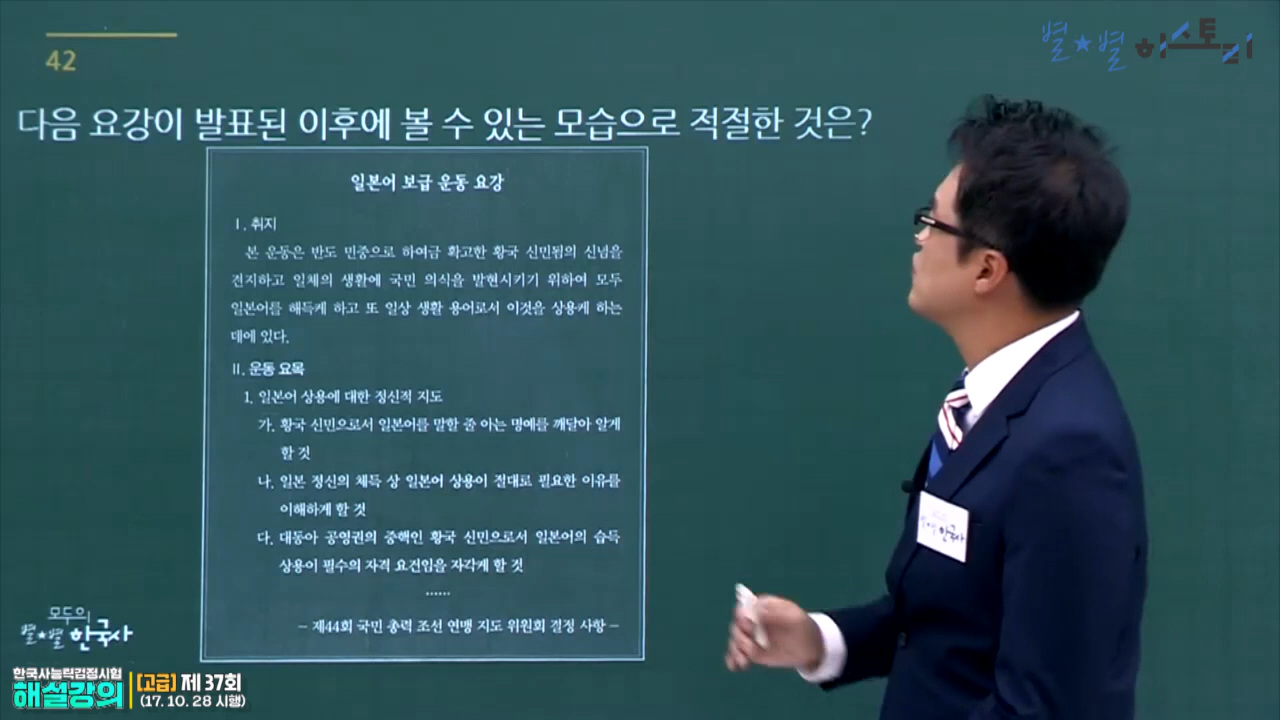 42
別★別 히스토리
다음 요강이 발표된 이후에 볼 수 있는 모습으로 적절한 것은?
일본어 보급 운동 요강
Ⅰ. 취지
본 운동은 반도 민중으로 하여금 확고한 황국 신민됨의 신념을
견지하고 일체의 생활에 국민 의식을 발현시키기 위하여 모두
일본어를 해득케 하고 또 일상 생활 용어로서 이것을 상용케 하는
데에 있다.
Ⅱ. 운동 요목
1. 일본어 상용에 대한 정신적 지도
가. 황국 신민으로서 일본어를 말할 줄 아는 명예를 깨달아 알게
할 것
나. 일본 정신의 체득 상 일본어 상용이 절대로 필요한 이유를
이해하게 할 것
다. 대동아 공영권의 중핵인 황국 신민으로서 일본어의 습득
상용이 필수의 자격 요건임을 자각케 할 것
……
- 제44회 국민 총력 조선 연맹 지도 위원회 결정 사항 -
한국사
모두의
別★別 한국사
한국사능력검정시험
해설강의
[고급] 제 37회
(17. 10. 28 시행)